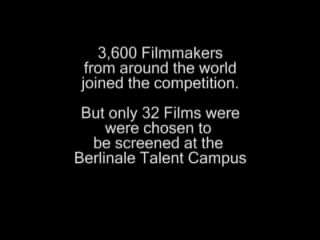 3,600 Filmmakers
from around the world
joined the competition.
But only 32 Films were
were chosen to
be screened at the
Berlinale Talent Campus